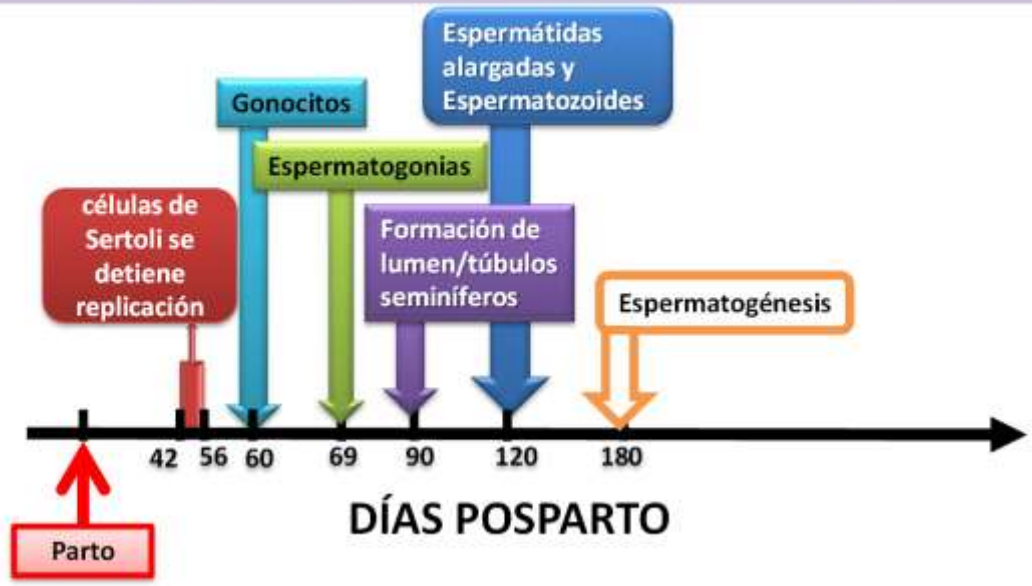 Espermátidas
alargadas y
Espermatozoides
Gonocitos
Espermatogonias
células de
Sertoli se
detiene
replicación
Formación de
lumen/túbulos
seminíferos
Espermatogénesis
42 56 60 69 90 120 180
DÍAS POSPARTO
Parto